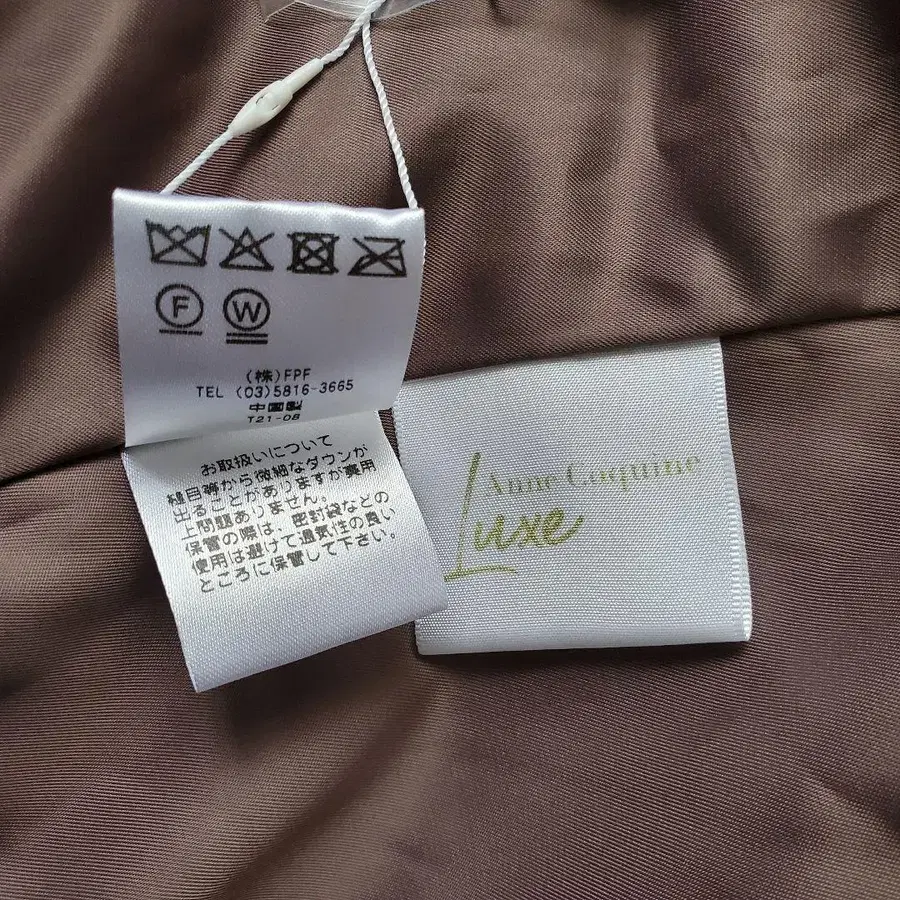 F W
(株)FPF
TEL (03)5816-3665
中国製
T21-08
お取扱いについて
縫目等から微細なダウンが
出ることがありますが実用
上問題ありません。
保管の際は、密封袋などの
使用は避けて通気性の良い
ところに保管して下さい。
Anne Coquine
Luxe